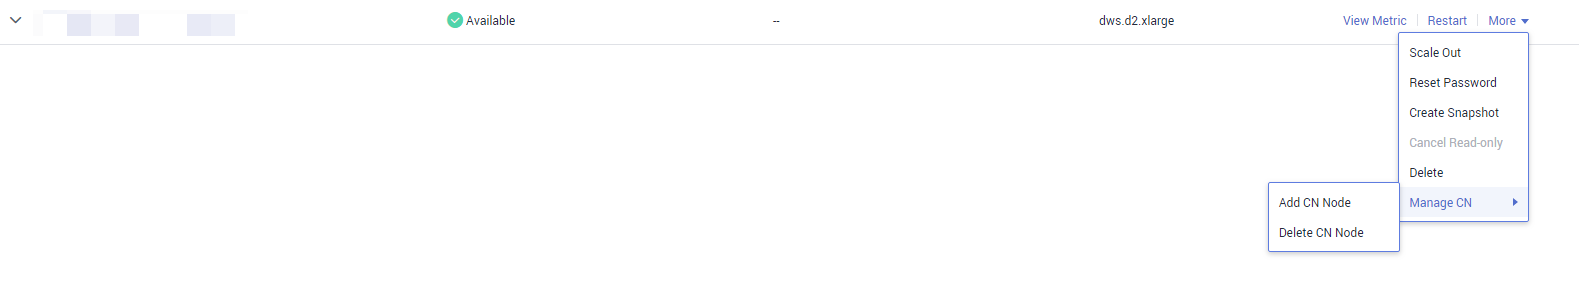 Available -- dws.d2.xlarge View Metric Restart More
Scale Out
Reset Password
Create Snapshot
Cancel Read-only
Delete
Manage CN
Add CN Node
Delete CN Node